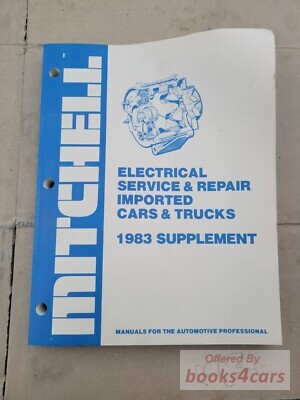 MITCHELL
ELECTRICAL
SERVICE & REPAIR
IMPORTED
CARS & TRUCKS
1983 SUPPLEMENT
MANUALS FOR THE AUTOMOTIVE PROFESSIONAL
Offered By
books4cars